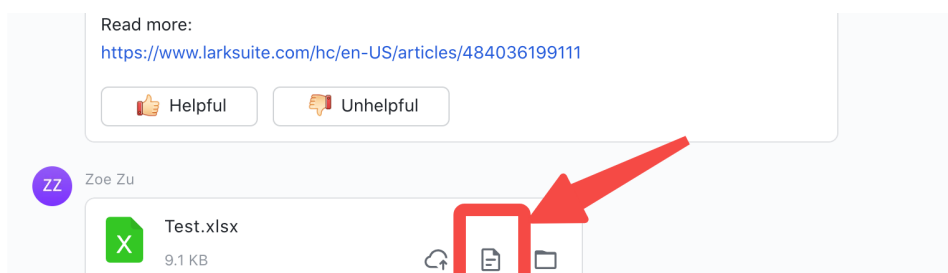 Read more:
https://www.larksuite.com/hc/en-US/articles/484036199111
Helpful
Unhelpful
ZZ
Zoe Zu
X
Test.xlsx
9.1 KB